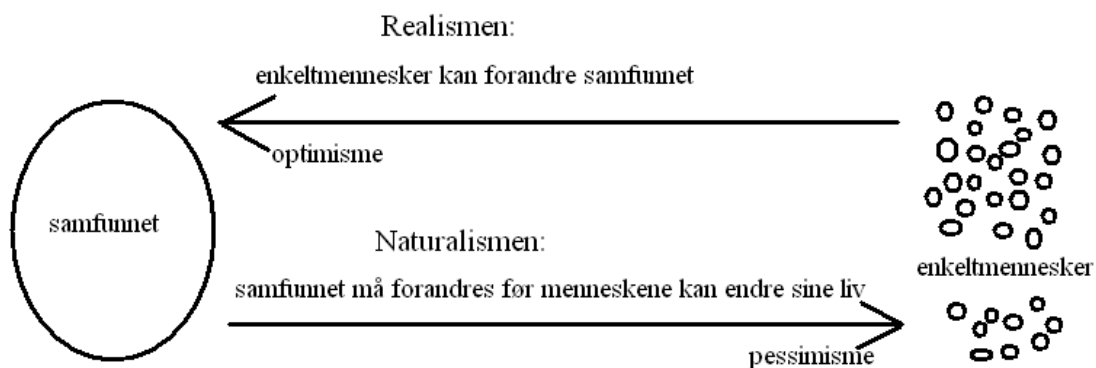 Realismen:
enkeltmennesker kan forandre samfunnet
optimisme
samfunnet
Naturalismen:
samfunnet må forandres før menneskene kan endre sine liv
pessimisme
enkeltmennesker